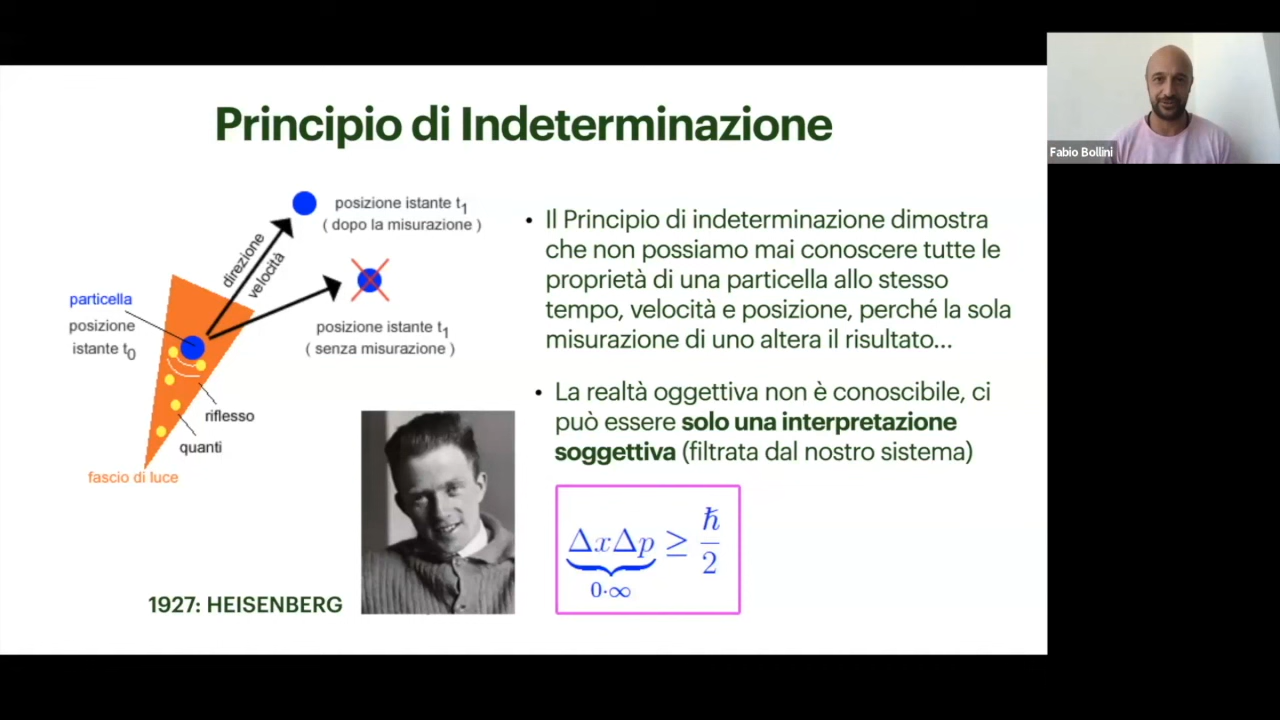 Principio di Indeterminazione
Fabio Bollini
posizione istante t₁
( dopo la misurazione )
direzione
velocità
particella
posizione
istante t₀
posizione istante t₁
( senza misurazione )
riflesso
quanti
fascio di luce
• Il Principio di indeterminazione dimostra
che non possiamo mai conoscere tutte le
proprietà di una particella allo stesso
tempo, velocità e posizione, perché la sola
misurazione di uno altera il risultato...
• La realtà oggettiva non è conoscibile, ci
può essere solo una interpretazione
soggettiva (filtrata dal nostro sistema)
ΔxΔp ≥ ħ/2
0·∞
1927: HEISENBERG